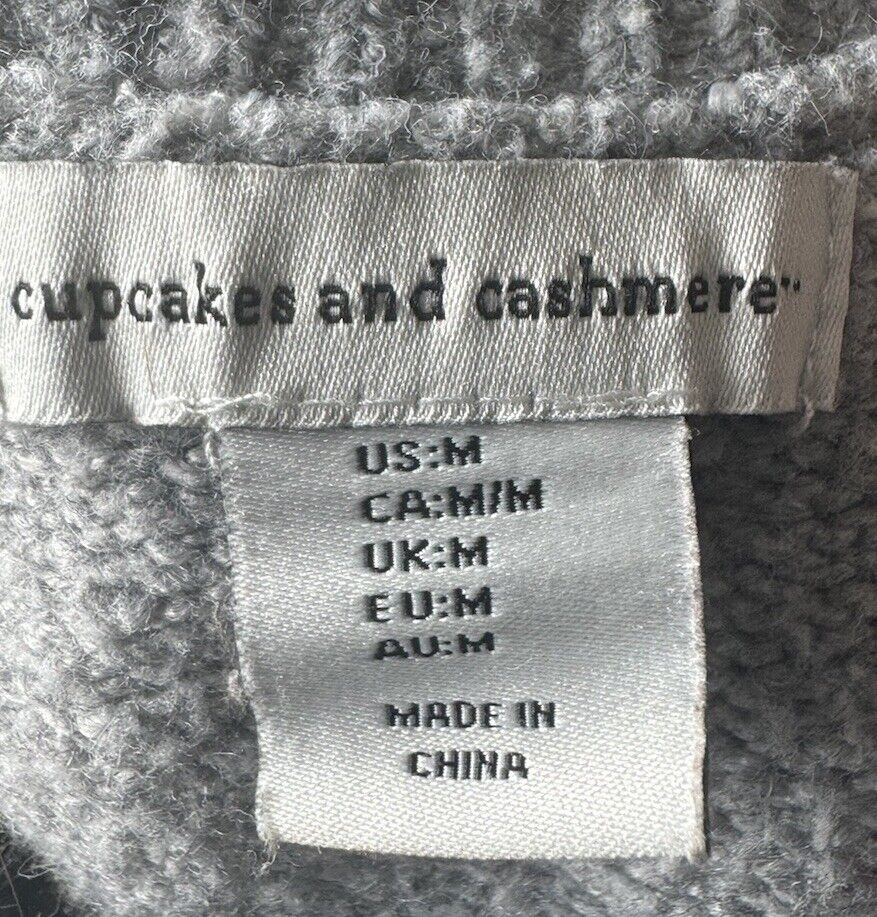 cupcakes and cashmere™
US:M
CA:M/M
UK:M
EU:M
AU:M
MADE IN
CHINA